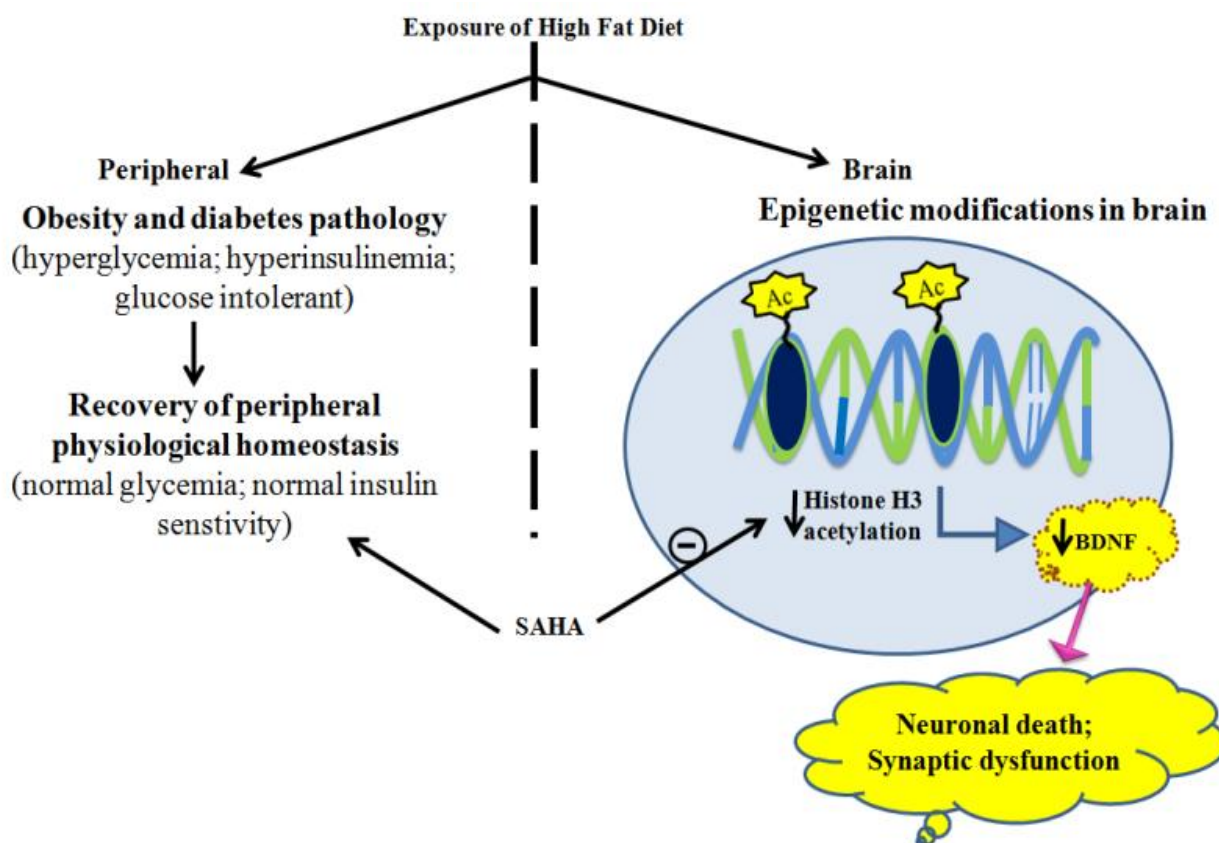 Exposure of High Fat Diet
Peripheral
Obesity and diabetes pathology
(hyperglycemia; hyperinsulinemia;
glucose intolerant)
Recovery of peripheral
physiological homeostasis
(normal glycemia; normal insulin
senstivity)
SAHA
Brain
Epigenetic modifications in brain
Ac
Ac
↓ Histone H3
acetylation
↓ BDNF
−
Neuronal death;
Synaptic dysfunction